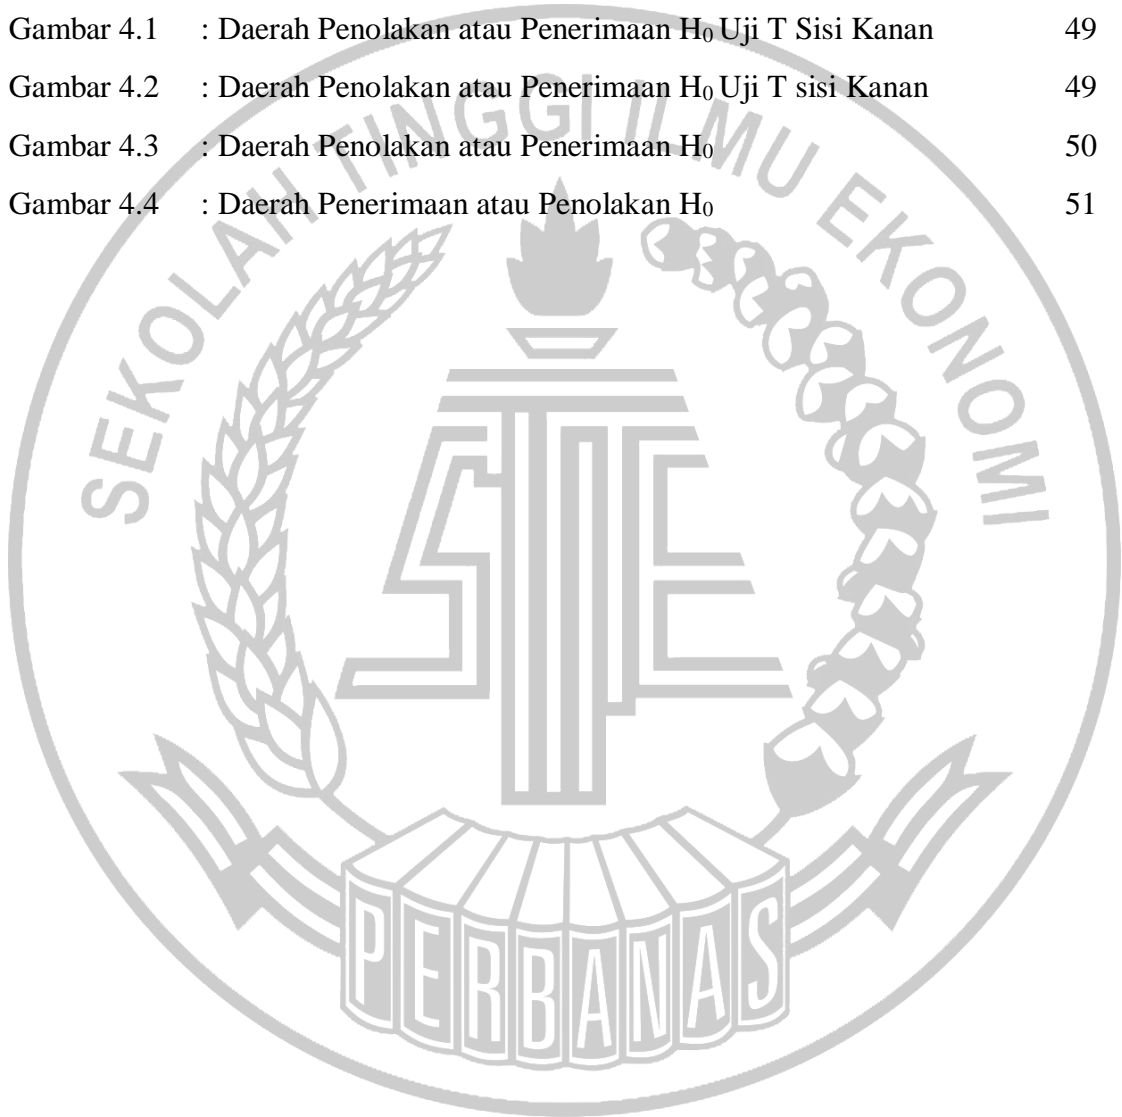 Gambar 4.1 : Daerah Penolakan atau Penerimaan H₀ Uji T Sisi Kanan 49
Gambar 4.2 : Daerah Penolakan atau Penerimaan H₀ Uji T sisi Kanan 49
Gambar 4.3 : Daerah Penolakan atau Penerimaan H₀ 50
Gambar 4.4 : Daerah Penerimaan atau Penolakan H₀ 51
SEKOLAH TINGGI ILMU EKONOMI
STIE
PERBANAS